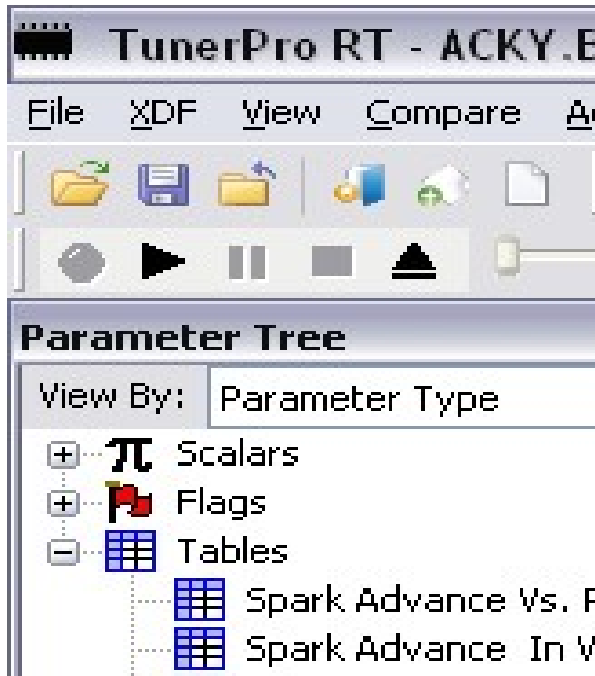 TunerPro RT - ACKY.B
File XDF View Compare
Parameter Tree
View By: Parameter Type
Scalars
Flags
Tables
Spark Advance Vs.
Spark Advance In